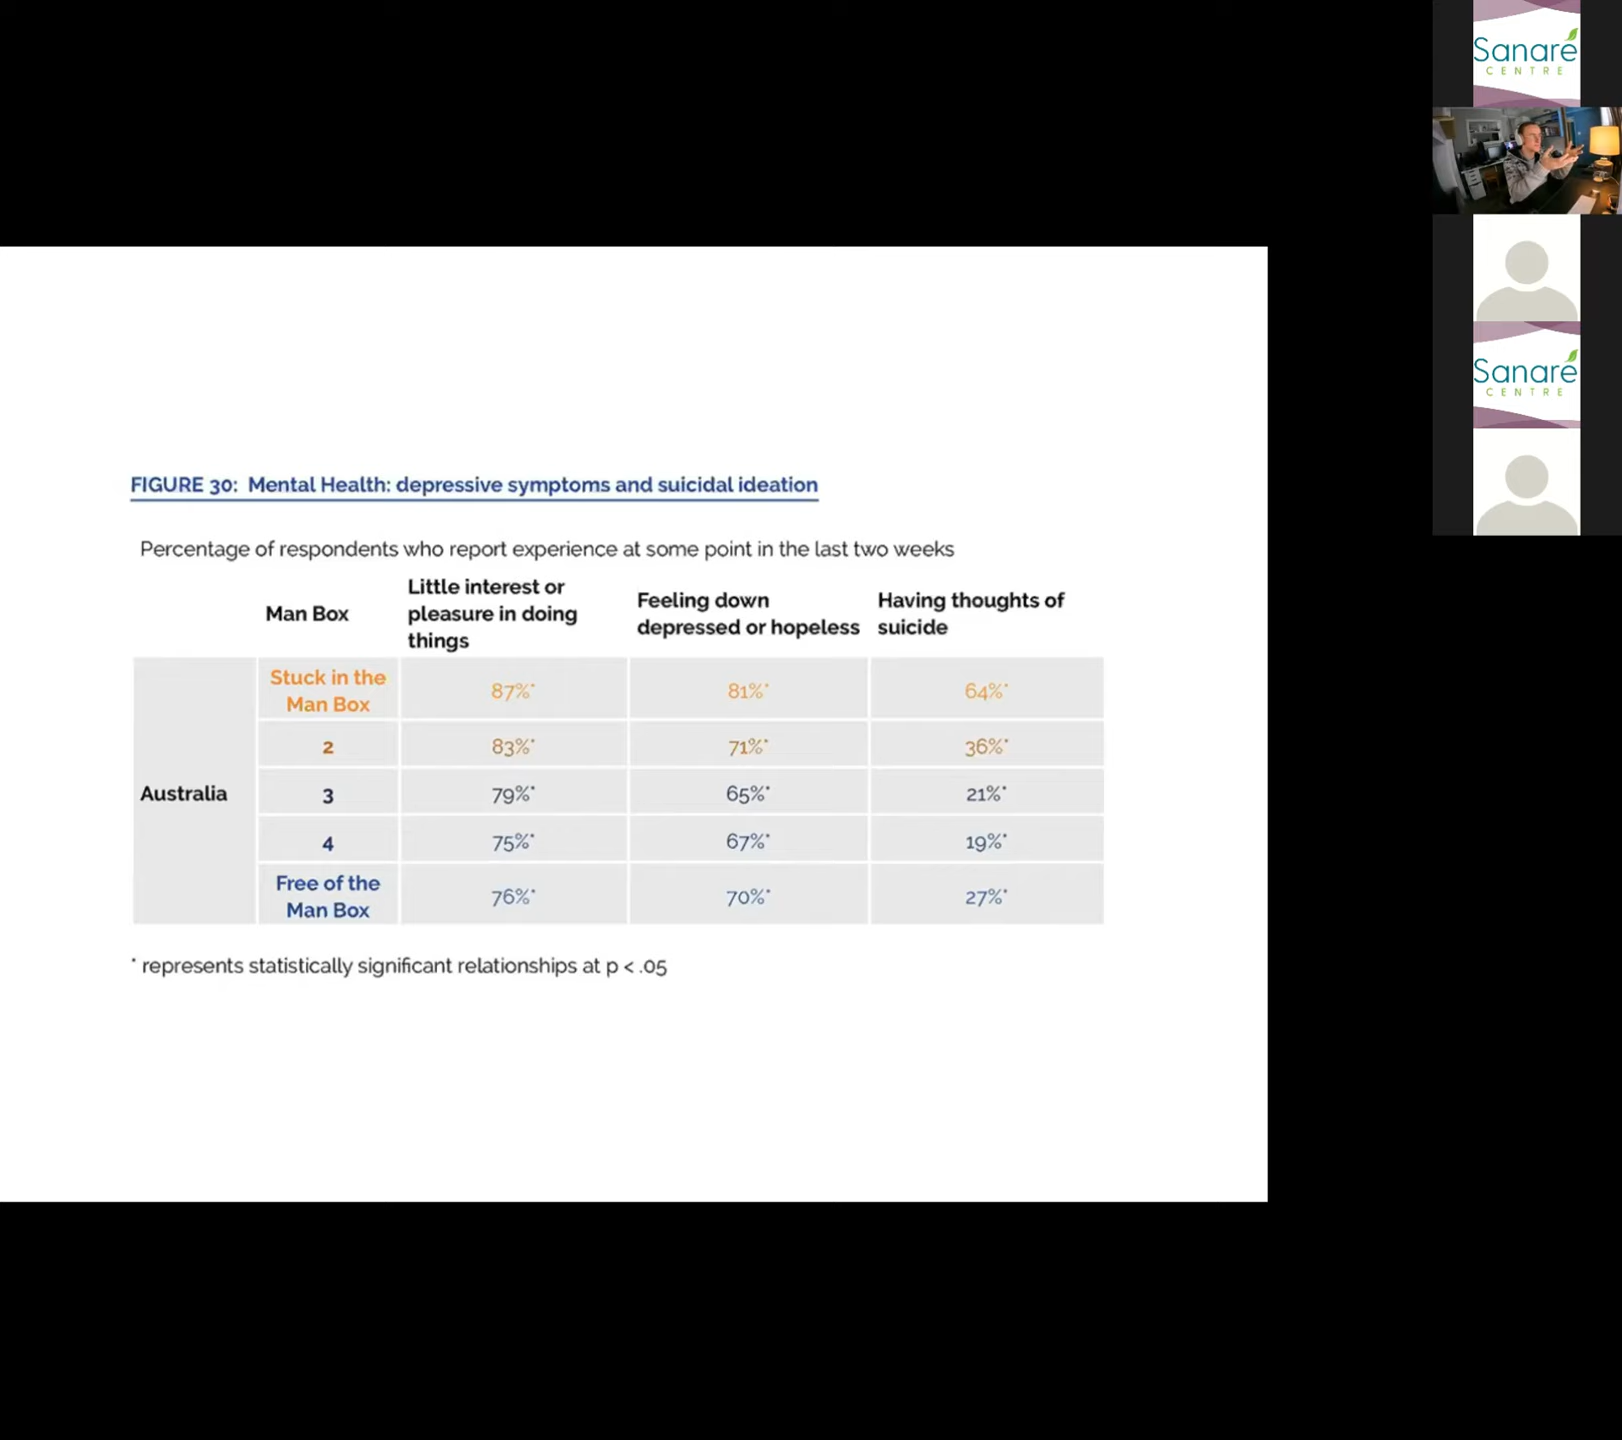 FIGURE 30: Mental Health: depressive symptoms and suicidal ideation
Percentage of respondents who report experience at some point in the last two weeks
Man Box
Little interest or
pleasure in doing
things
Feeling down
depressed or hopeless
Having thoughts of
suicide
Australia
Stuck in the
Man Box
87%*
81%*
64%*
2
83%*
71%*
36%*
3
79%*
65%*
21%*
4
75%*
67%*
19%*
Free of the
Man Box
76%*
70%*
27%*
* represents statistically significant relationships at p < .05
Sanaré
CENTRE
Sanaré
CENTRE